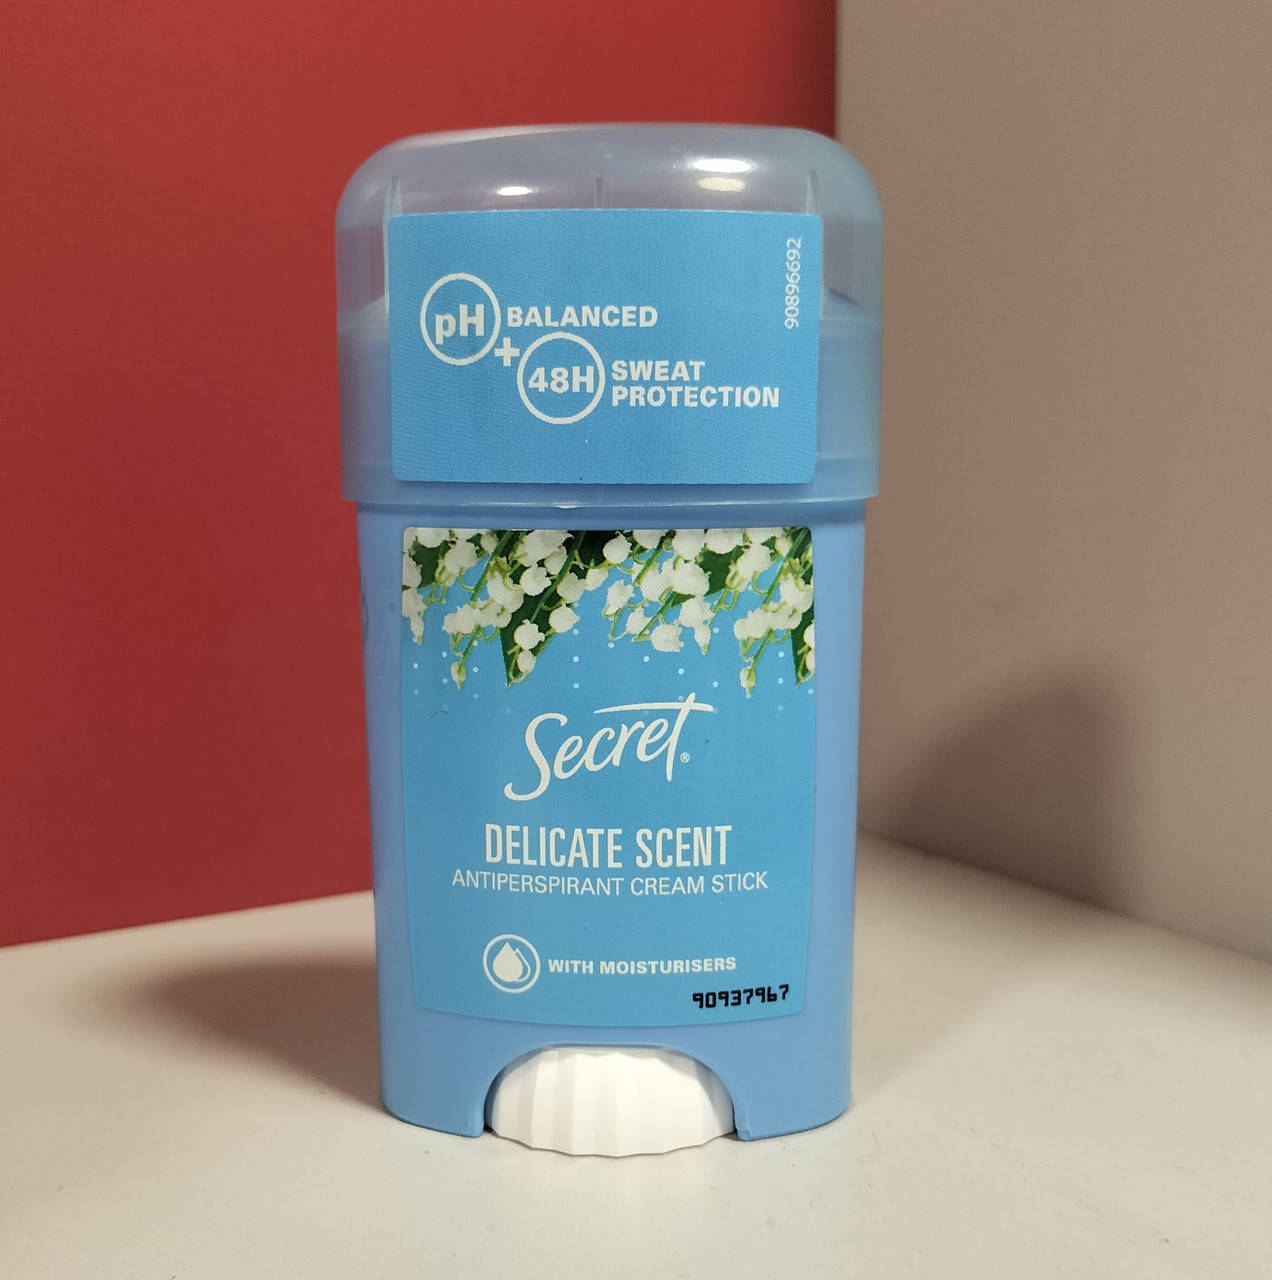 90896692
pH BALANCED
+
48H SWEAT
PROTECTION
Secret®
DELICATE SCENT
ANTIPERSPIRANT CREAM STICK
WITH MOISTURISERS
90937967